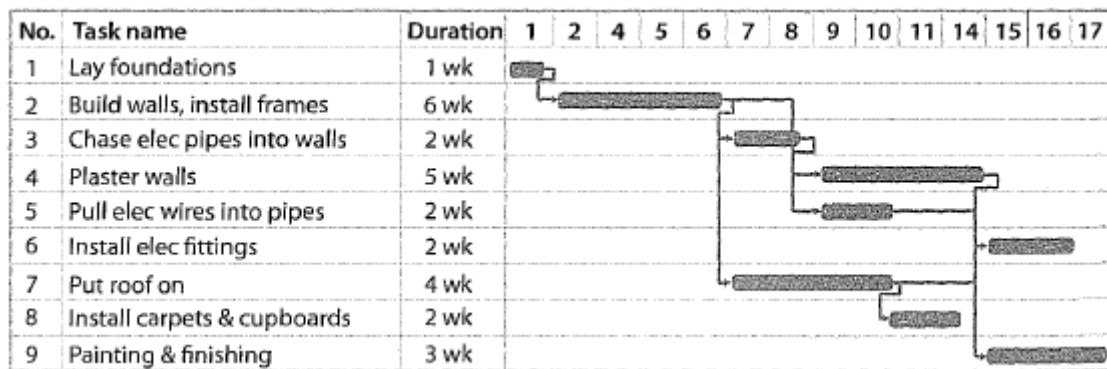 No. Task name Duration 1 2 4 5 6 7 8 9 10 11 14 15 16 17
1 Lay foundations 1 wk
2 Build walls, install frames 6 wk
3 Chase elec pipes into walls 2 wk
4 Plaster walls 5 wk
5 Pull elec wires into pipes 2 wk
6 Install elec fittings 2 wk
7 Put roof on 4 wk
8 Install carpets & cupboards 2 wk
9 Painting & finishing 3 wk